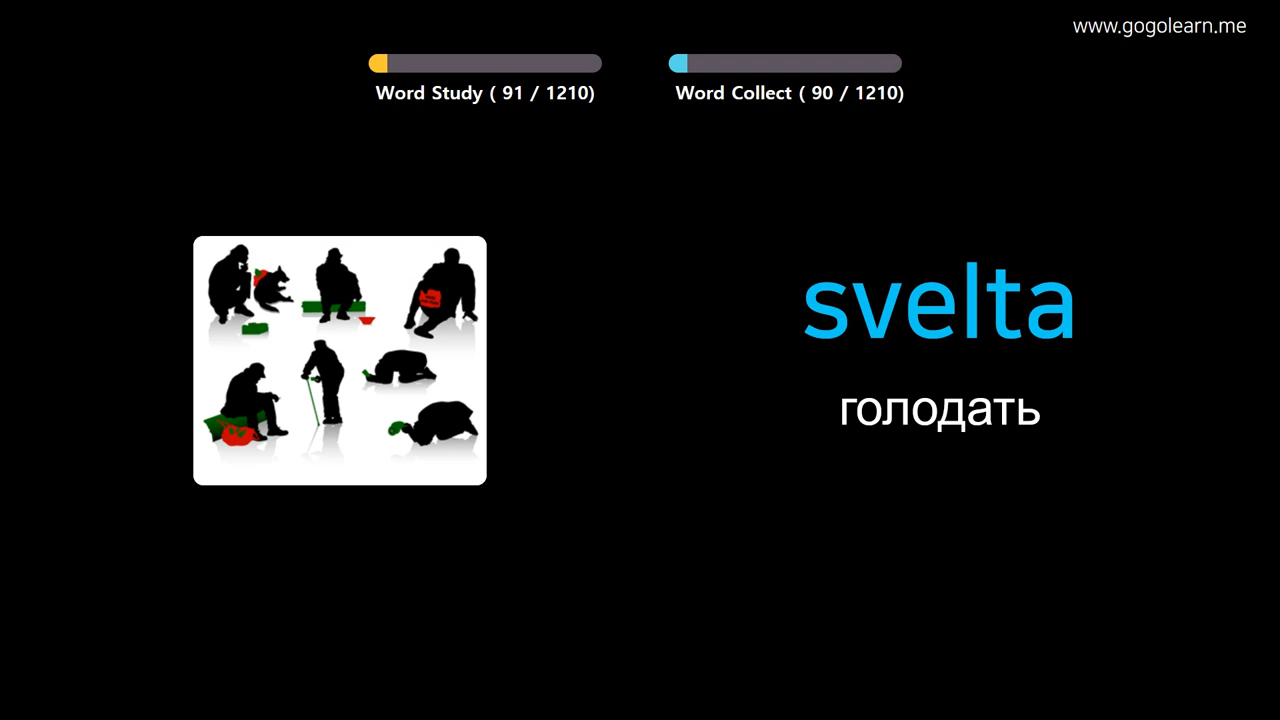 www.gogolearn.me
Word Study ( 91 / 1210)
Word Collect ( 90 / 1210)
svelta
голодать